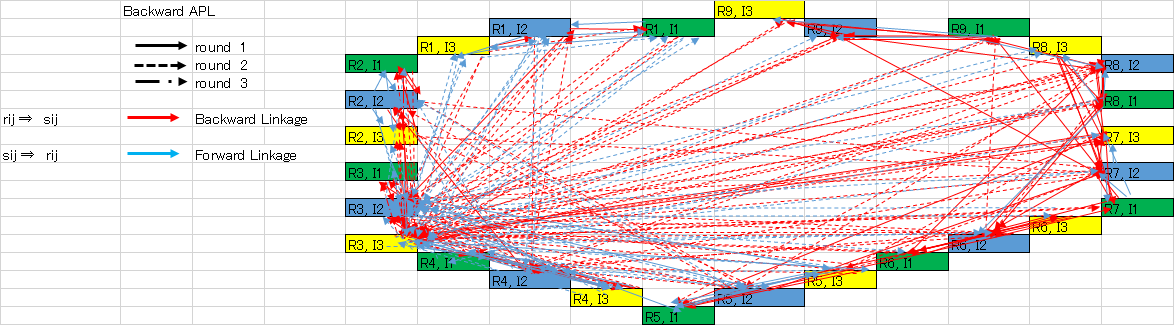 Backward APL
R9, I3
R1, I2
R1, I1
R9, I2
R9, I1
round 1
R1, I3
R8, I3
round 2
R2, I1
R8, I2
round 3
R2, I2
R8, I1
rij⇒ sij
Backward Linkage
R2, I3
R7, I3
sij⇒ rij
Forward Linkage
R3, I1
R7, I2
R3, I2
R7, I1
R6, I3
R3, I3
R6, I2
R4, I1
R6, I1
R4, I2
R5, I3
R4, I3
R5, I2
R5, I1